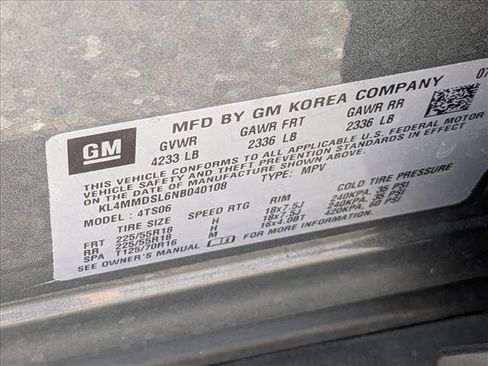 GM
MFD BY GM KOREA COMPANY
07
GVWR GAWR FRT GAWR RR
4233 LB 2336 LB 2336 LB
THIS VEHICLE CONFORMS TO ALL APPLICABLE U.S. FEDERAL MOTOR
VEHICLE SAFETY AND THEFT PREVENTION STANDARDS IN EFFECT
ON THE DATE OF MANUFACTURE SHOWN ABOVE.
KL4MMDSL6NB040108 TYPE: MPV
MODEL: 4TS06
TIRE SIZE SPEED RTG RIM COLD TIRE PRESSURE
FRT 225/55R18 H 18x7.5J 240KPA, 35 PSI
RR 225/55R18 H 18x7.5J 240KPA, 35 PSI
SPA T125/70R16 M 16x4.0BT 420KPA, 60 PSI
SEE OWNER'S MANUAL FOR MORE INFORMATION.